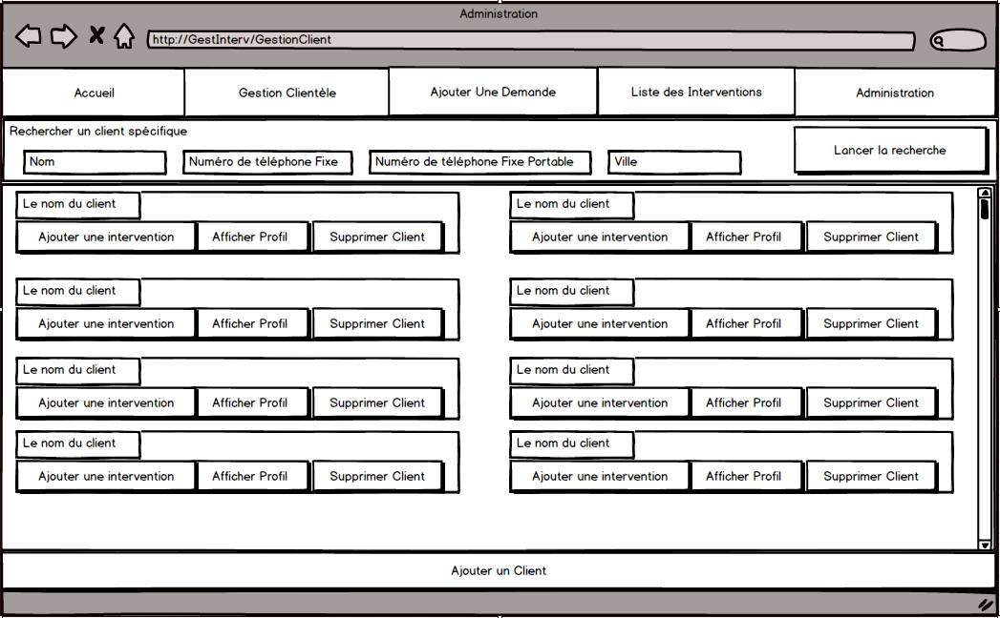 Administration
http://GestInterv/GestionClient
Accueil
Gestion Clientèle
Ajouter Une Demande
Liste des Interventions
Administration
Rechercher un client spécifique
Nom
Numéro de téléphone Fixe
Numéro de téléphone Fixe Portable
Ville
Lancer la recherche
Le nom du client
Ajouter une intervention
Afficher Profil
Supprimer Client
Le nom du client
Ajouter une intervention
Afficher Profil
Supprimer Client
Le nom du client
Ajouter une intervention
Afficher Profil
Supprimer Client
Le nom du client
Ajouter une intervention
Afficher Profil
Supprimer Client
Le nom du client
Ajouter une intervention
Afficher Profil
Supprimer Client
Le nom du client
Ajouter une intervention
Afficher Profil
Supprimer Client
Le nom du client
Ajouter une intervention
Afficher Profil
Supprimer Client
Le nom du client
Ajouter une intervention
Afficher Profil
Supprimer Client
Ajouter un Client